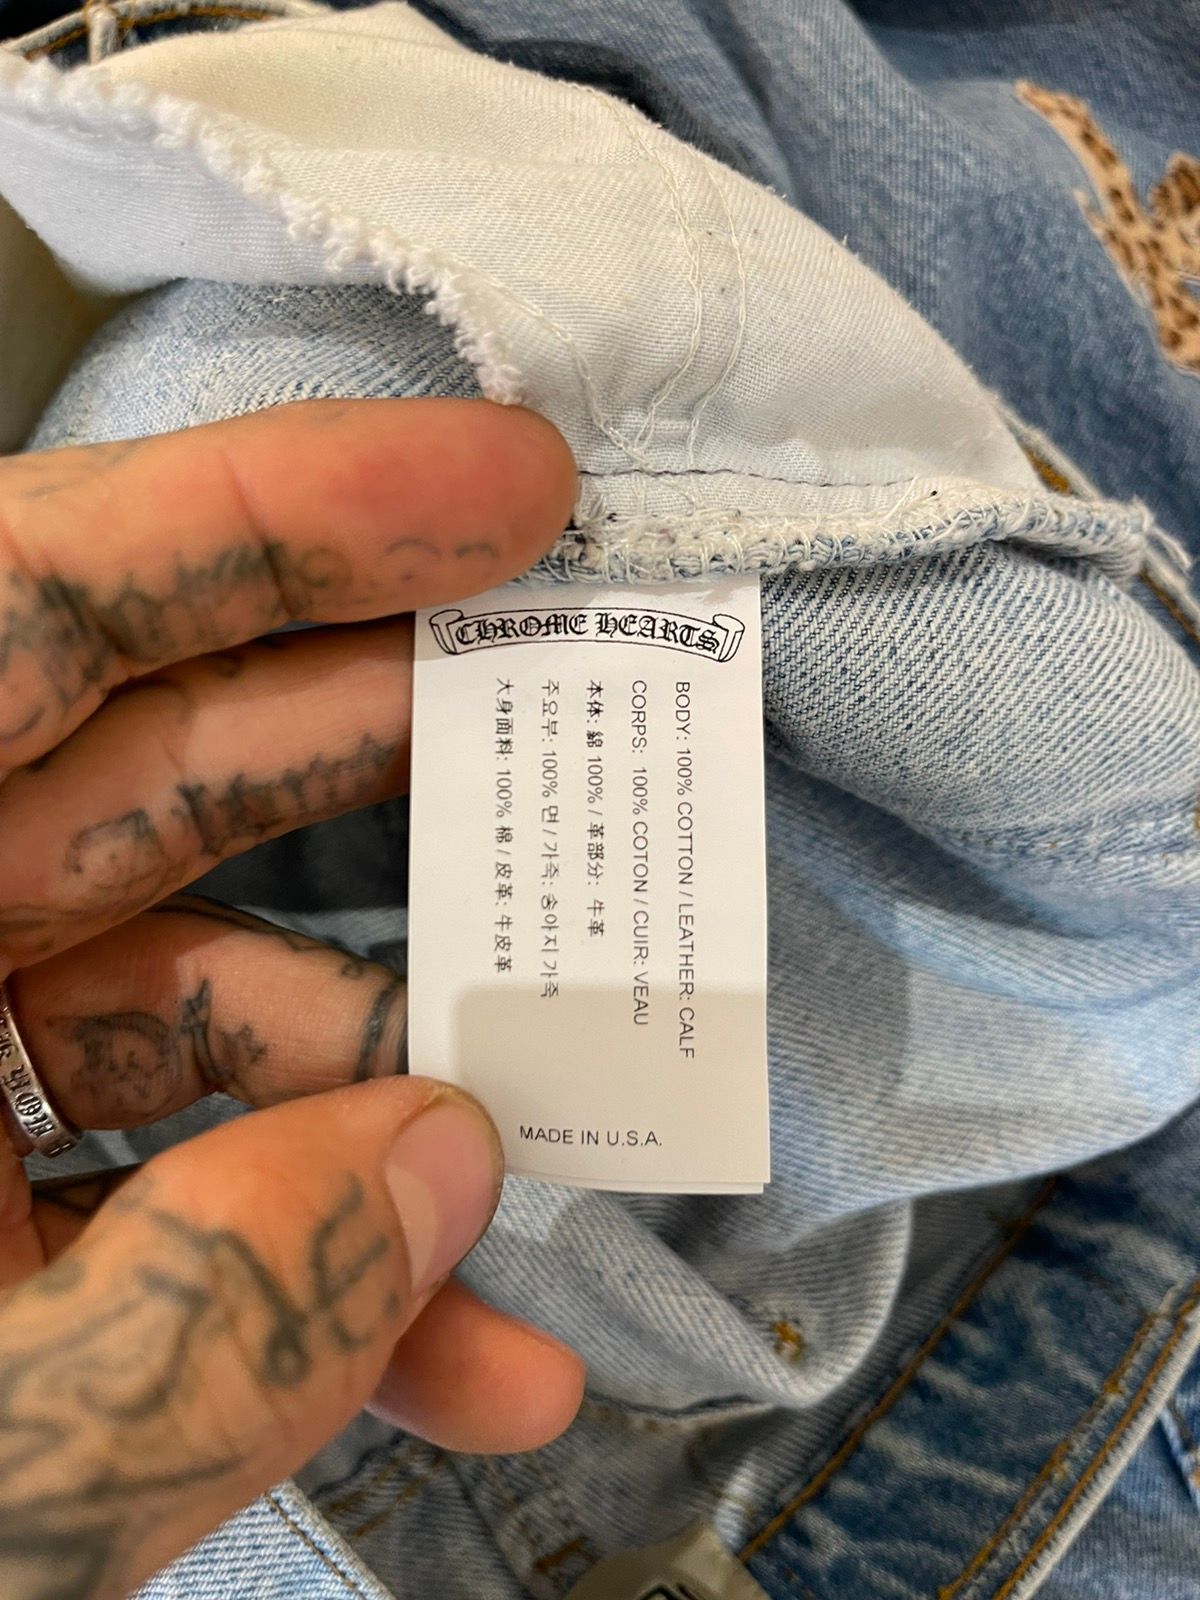 CHROME HEARTS
BODY: 100% COTTON / LEATHER: CALF
CORPS: 100% COTON / CUIR: VEAU
本体: 綿 100% / 革部分: 牛革
주요부: 100% 면 / 가죽: 송아지 가죽
大身面料: 100% 棉 / 皮革: 牛皮革
MADE IN U.S.A.